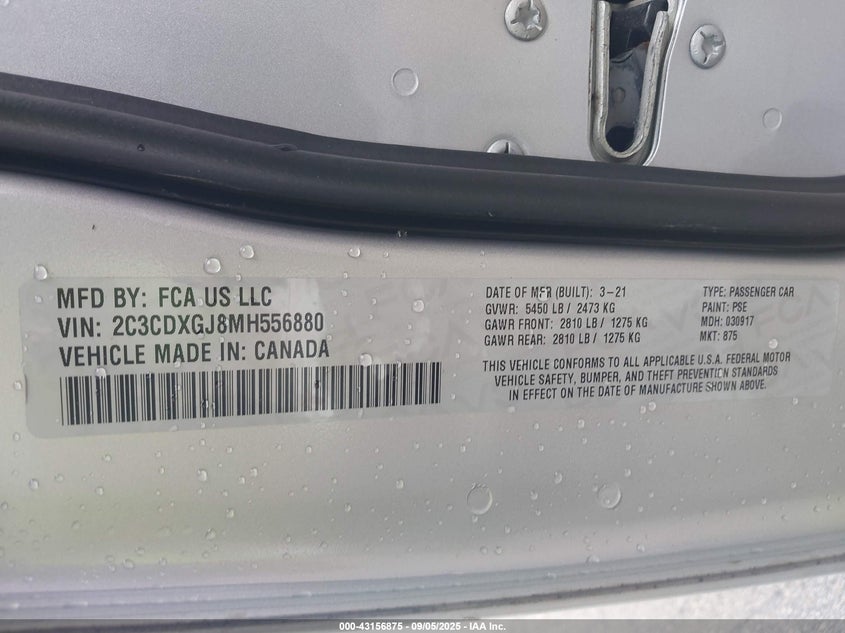 MFD BY: FCA US LLC
VIN: 2C3CDXGJ8MH556880
VEHICLE MADE IN: CANADA
DATE OF MFR (BUILT): 3-21
GVWR: 5450 LB / 2473 KG
GAWR FRONT: 2810 LB / 1275 KG
GAWR REAR: 2810 LB / 1275 KG
TYPE: PASSENGER CAR
PAINT: PSE
MDH: 030917
MKT: 875
THIS VEHICLE CONFORMS TO ALL APPLICABLE U.S.A. FEDERAL MOTOR
VEHICLE SAFETY, BUMPER, AND THEFT PREVENTION STANDARDS
IN EFFECT ON THE DATE OF MANUFACTURE SHOWN ABOVE.
000-43156875 - 09/05/2025 - IAA Inc.